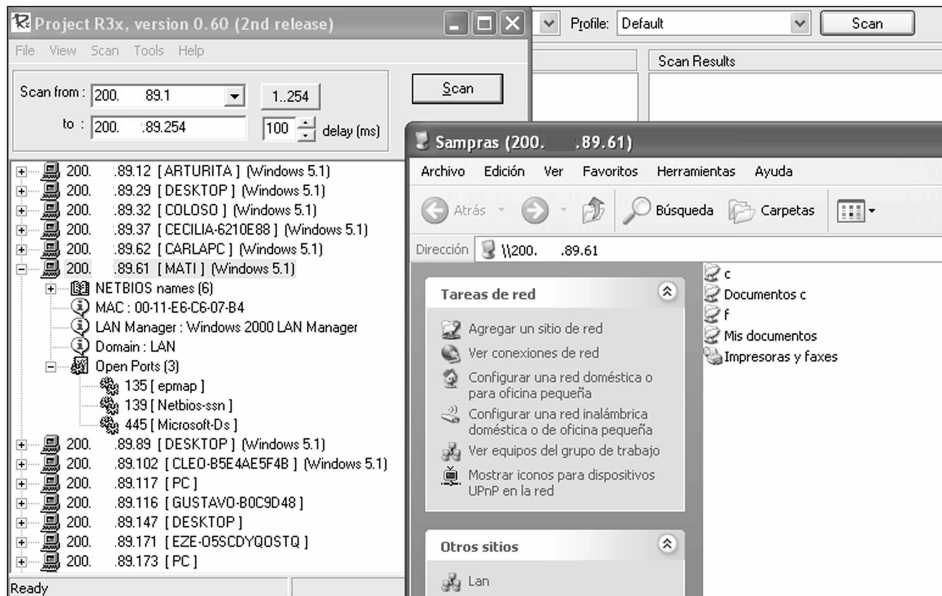 Project R3x, version 0.60 (2nd release)
File View Scan Tools Help
Scan from : 200. 89.1 1..254 Scan
to : 200. .89.254 100 delay (ms)
200. .89.12 [ ARTURITA ] (Windows 5.1)
200. .89.29 [ DESKTOP ] (Windows 5.1)
200. .89.32 [ COLOSO ] (Windows 5.1)
200. .89.37 [ CECILIA-6210E88 ] (Windows 5.1)
200. .89.62 [ CARLAPC ] (Windows 5.1)
200. .89.61 [ MATI ] (Windows 5.1)
NETBIOS names (6)
MAC : 00-11-E6-C6-07-B4
LAN Manager : Windows 2000 LAN Manager
Domain : LAN
Open Ports (3)
135 [ epmap ]
139 [ Netbios-ssn ]
445 [ Microsoft-Ds ]
200. .89.89 [ DESKTOP ] (Windows 5.1)
200. .89.102 [ CLEO-B5E4AE5F4B ] (Windows 5.1)
200. .89.117 [ PC ]
200. .89.116 [ GUSTAVO-B0C9D48 ]
200. .89.147 [ DESKTOP ]
200. .89.171 [ EZE-O5SCDYQOSTQ ]
200. .89.173 [ PC ]
Ready
Profile: Default Scan
Scan Results
Sampras (200. .89.61)
Archivo Edición Ver Favoritos Herramientas Ayuda
Atrás Búsqueda Carpetas
Dirección \\200. .89.61
Tareas de red
Agregar un sitio de red
Ver conexiones de red
Configurar una red doméstica o
para oficina pequeña
Configurar una red inalámbrica
doméstica o de oficina pequeña
Ver equipos del grupo de trabajo
Mostrar iconos para dispositivos
UPnP en la red
Otros sitios
Lan
c
Documentos c
f
Mis documentos
Impresoras y faxes